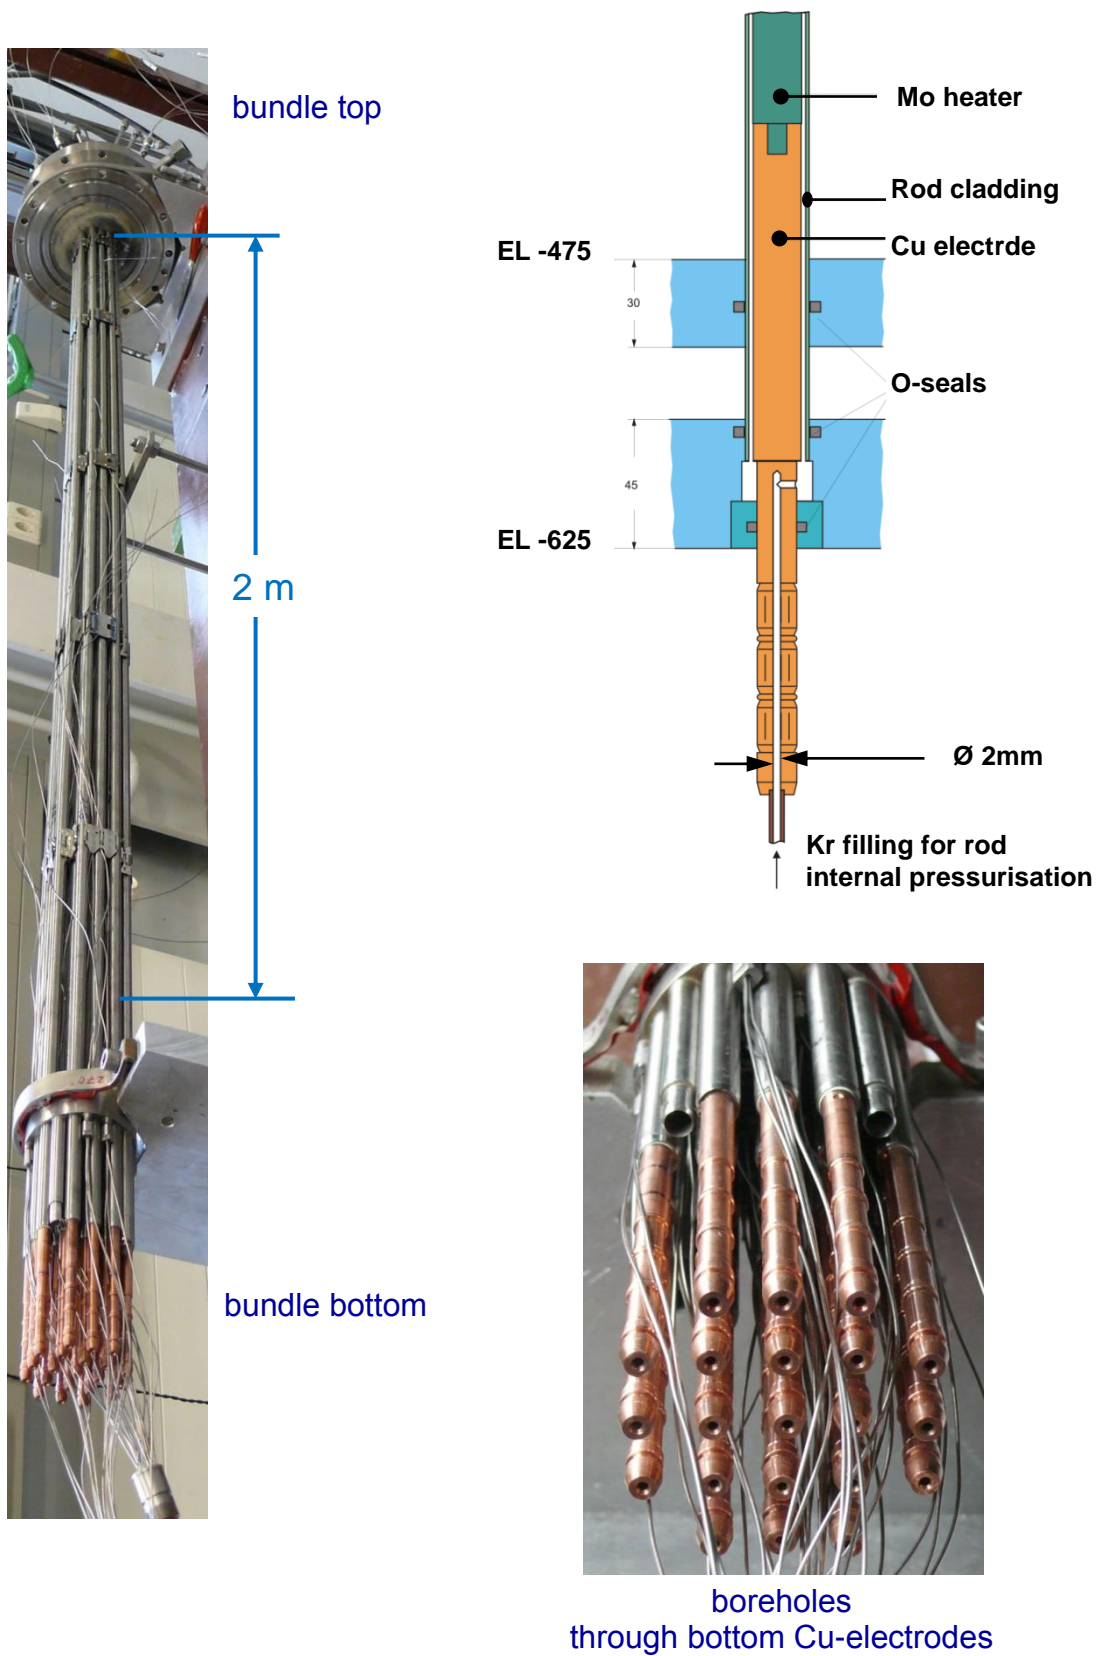 bundle top
2 m
bundle bottom
Mo heater
Rod cladding
Cu electrde
EL -475
30
O-seals
45
EL -625
Ø 2mm
Kr filling for rod
internal pressurisation
boreholes
through bottom Cu-electrodes